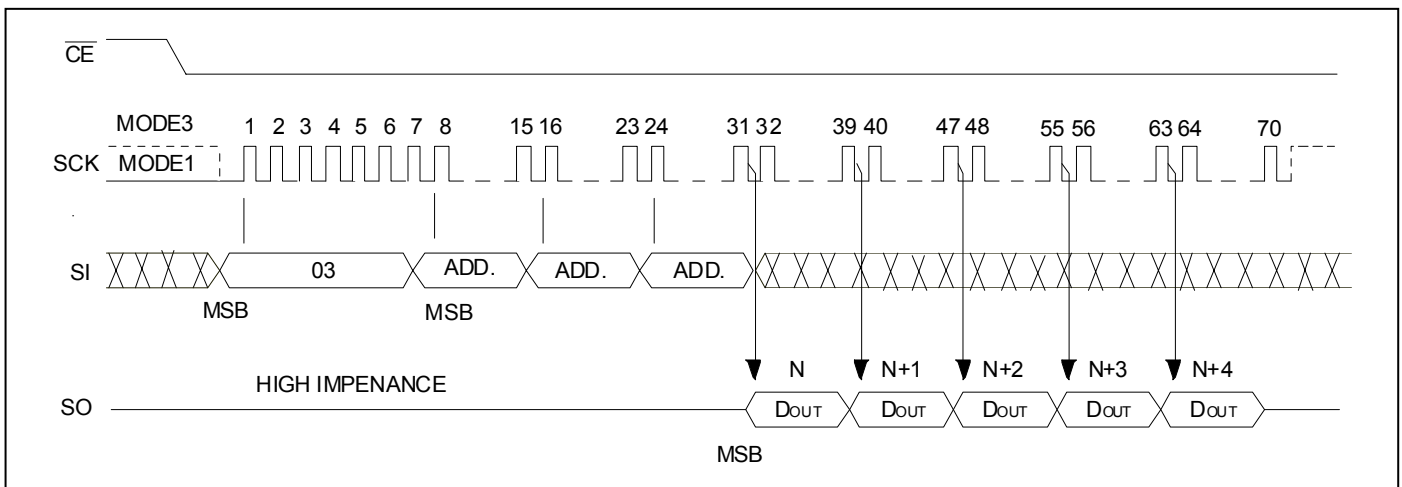 CE
MODE3
1 2 3 4 5 6 7 8 15 16 23 24 31 32 39 40 47 48 55 56 63 64 70
SCK MODE1
SI 03 ADD. ADD. ADD.
MSB MSB
N N+1 N+2 N+3 N+4
HIGH IMPENANCE
SO DOUT DOUT DOUT DOUT DOUT
MSB